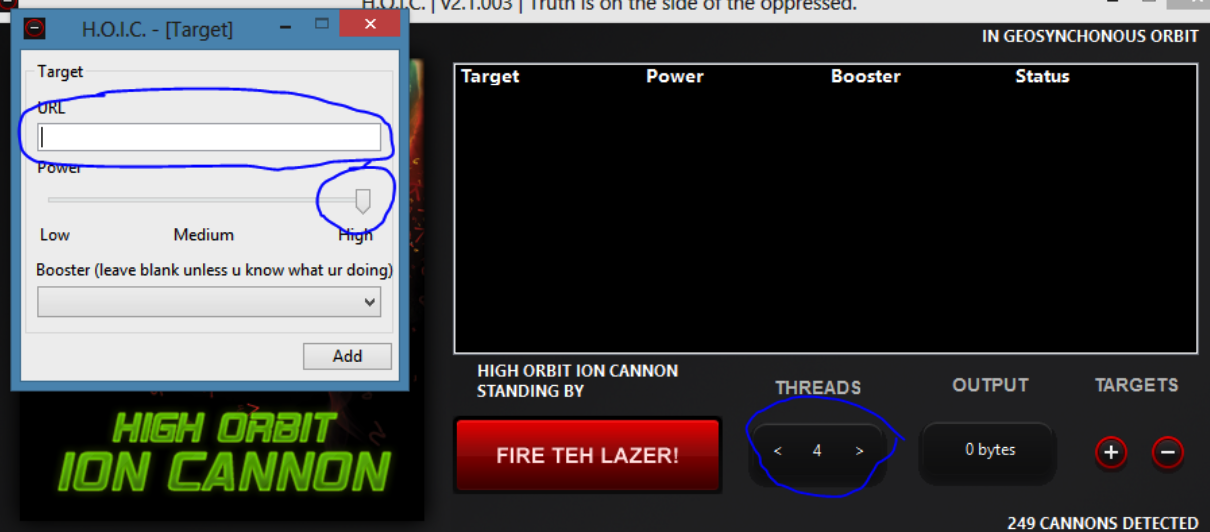 H.O.I.C. | v2.1.003 | Truth is on the side of the oppressed.
H.O.I.C. - [Target]
IN GEOSYNCHONOUS ORBIT
Target
URL
Power
Low Medium High
Booster (leave blank unless u know what ur doing)
Add
Target Power Booster Status
HIGH ORBIT
ION CANNON
HIGH ORBIT ION CANNON
STANDING BY
FIRE TEH LAZER!
THREADS
< 4 >
OUTPUT
0 bytes
TARGETS
+ −
249 CANNONS DETECTED